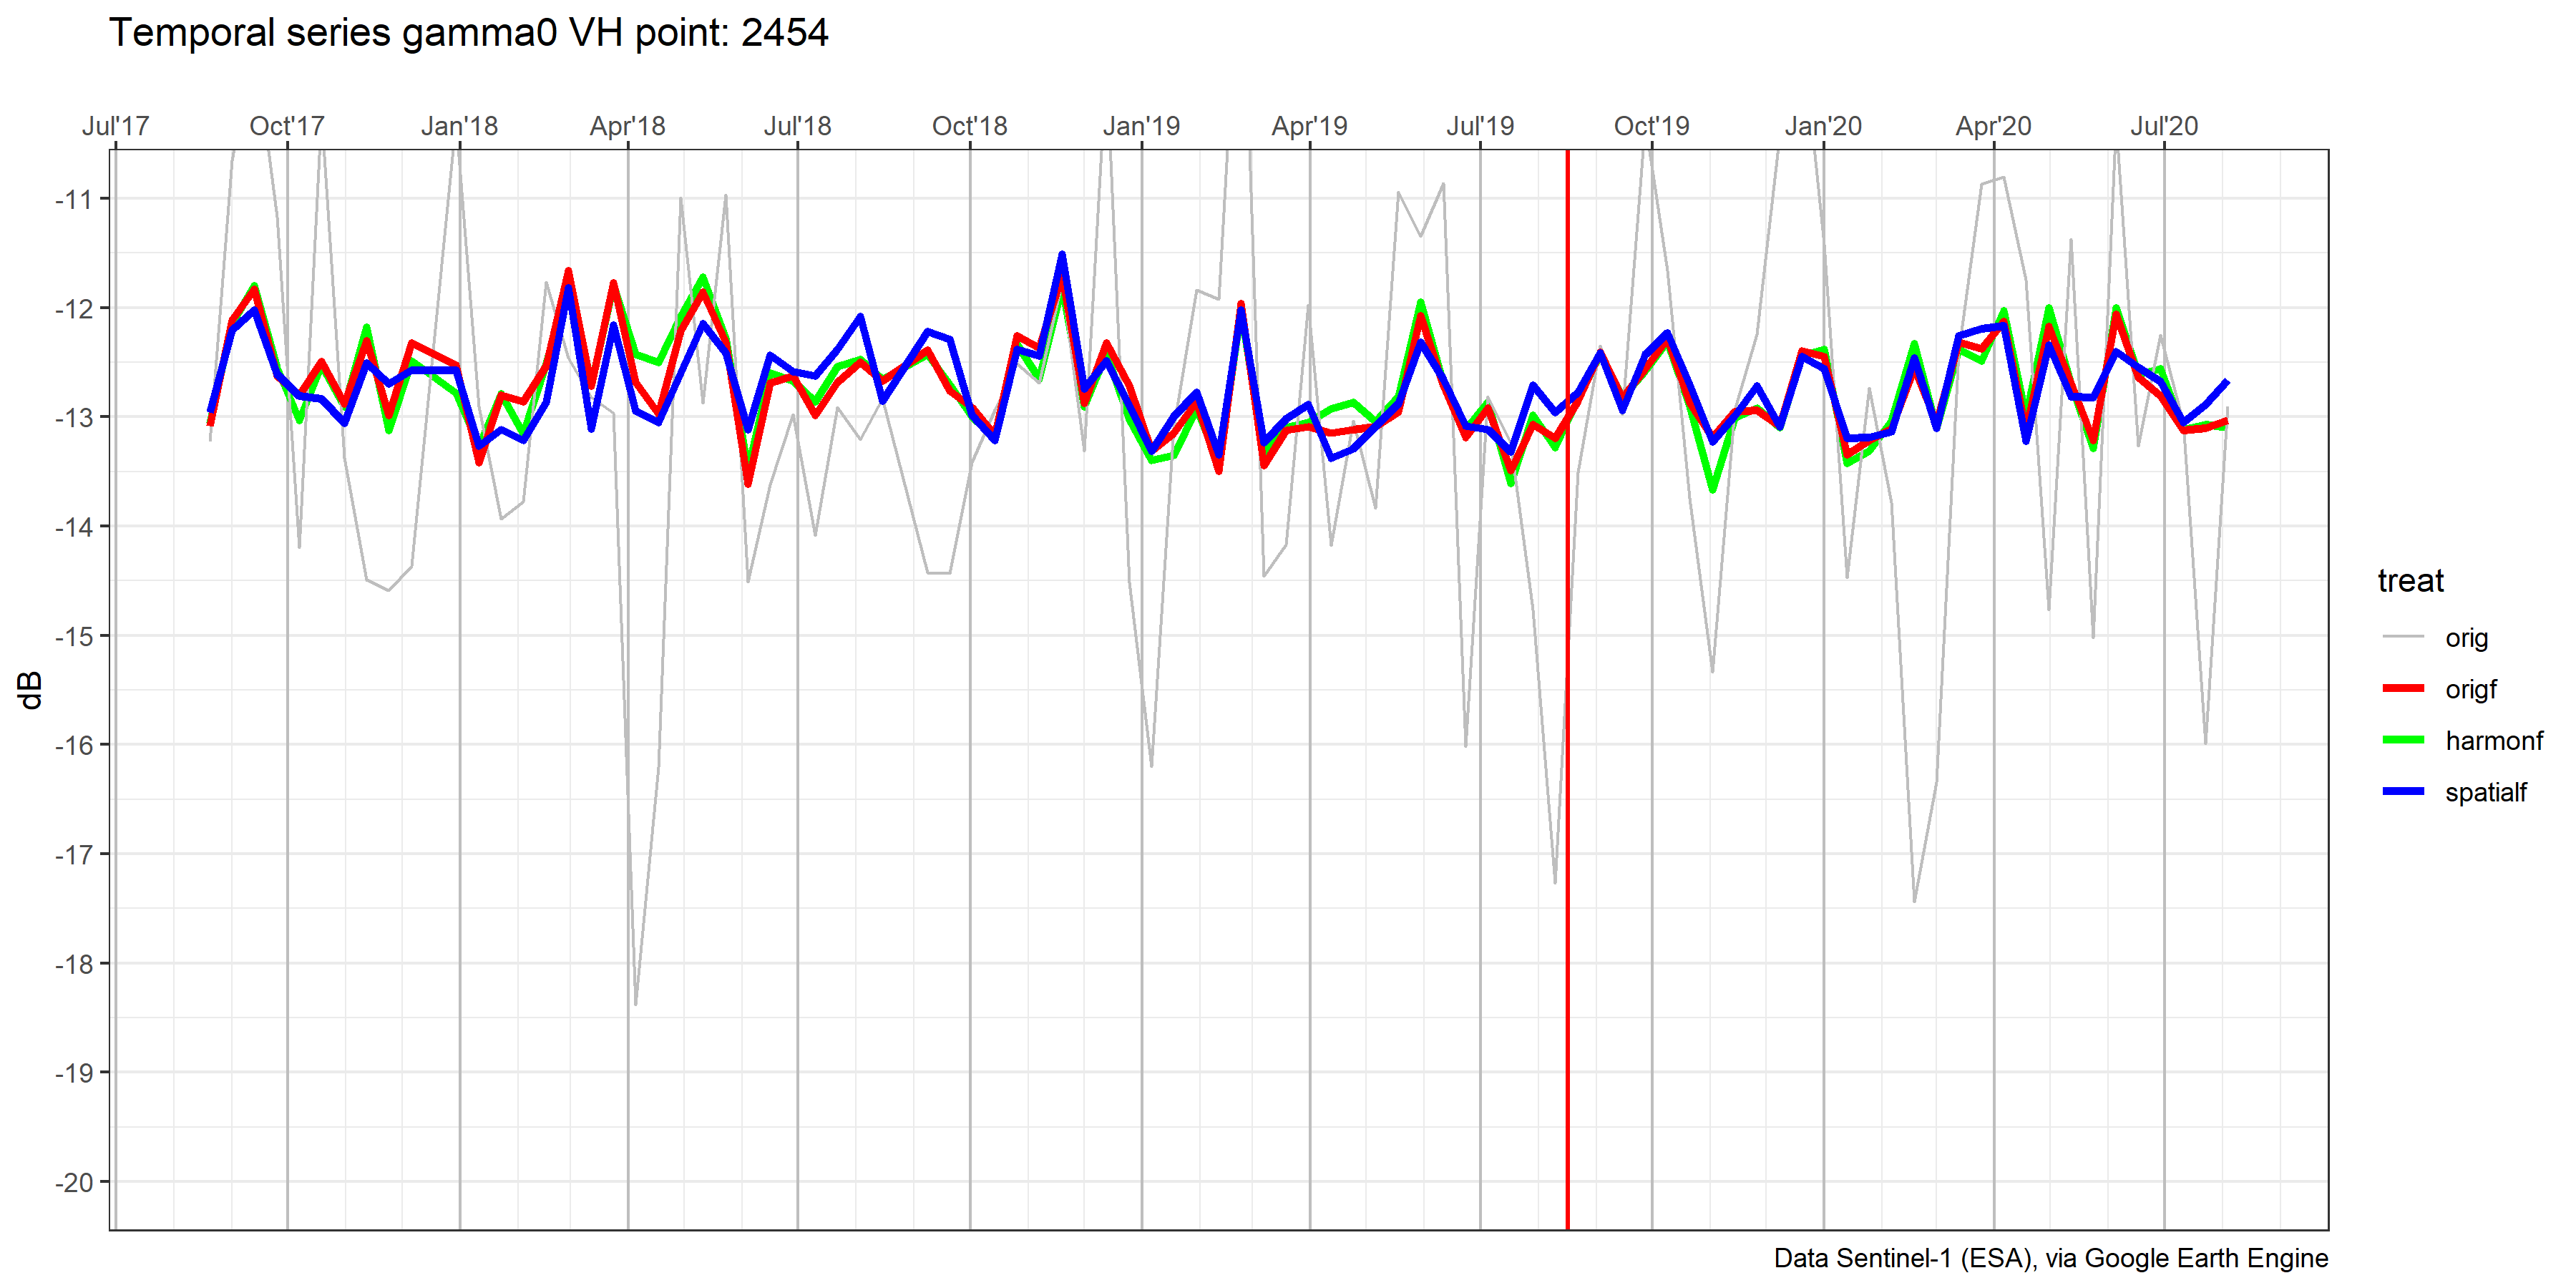 Temporal series gamma0 VH point: 2454
Jul'17 Oct'17 Jan'18 Apr'18 Jul'18 Oct'18 Jan'19 Apr'19 Jul'19 Oct'19 Jan'20 Apr'20 Jul'20
-11
-12
-13
-14
-15
-16
-17
-18
-19
-20
dB
treat
orig
origf
harmonf
spatialf
Data Sentinel-1 (ESA), via Google Earth Engine